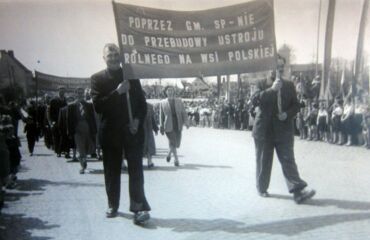 POPRZEZ GM. SP-NIE
DO PRZEBUDOWY USTROJU
ROLNEGO NA WSI POLSKIEJ